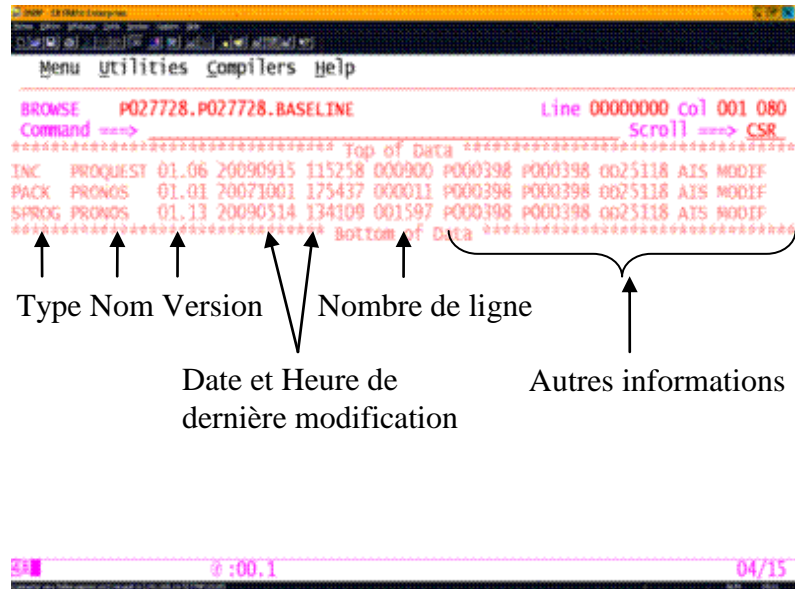 Menu Utilities Compilers Help
BROWSE P027728.P027728.BASELINE Line 00000000 Col 001 080
Command ===> Scroll ===> CSR
******************************** Top of Data *********************************
INC PROQUEST 01.06 20090915 115258 000900 P000398 P000398 0025118 AIS MODIF
PACK PRONOS 01.01 20071001 175437 000011 P000398 P000398 0025118 AIS MODIF
SPROG PRONOS 01.13 20090514 134109 001597 P000398 P000398 0025118 AIS MODIF
******************************* Bottom of Data *******************************
Type Nom Version Nombre de ligne
Date et Heure de
dernière modification
Autres informations
:00.1 04/15